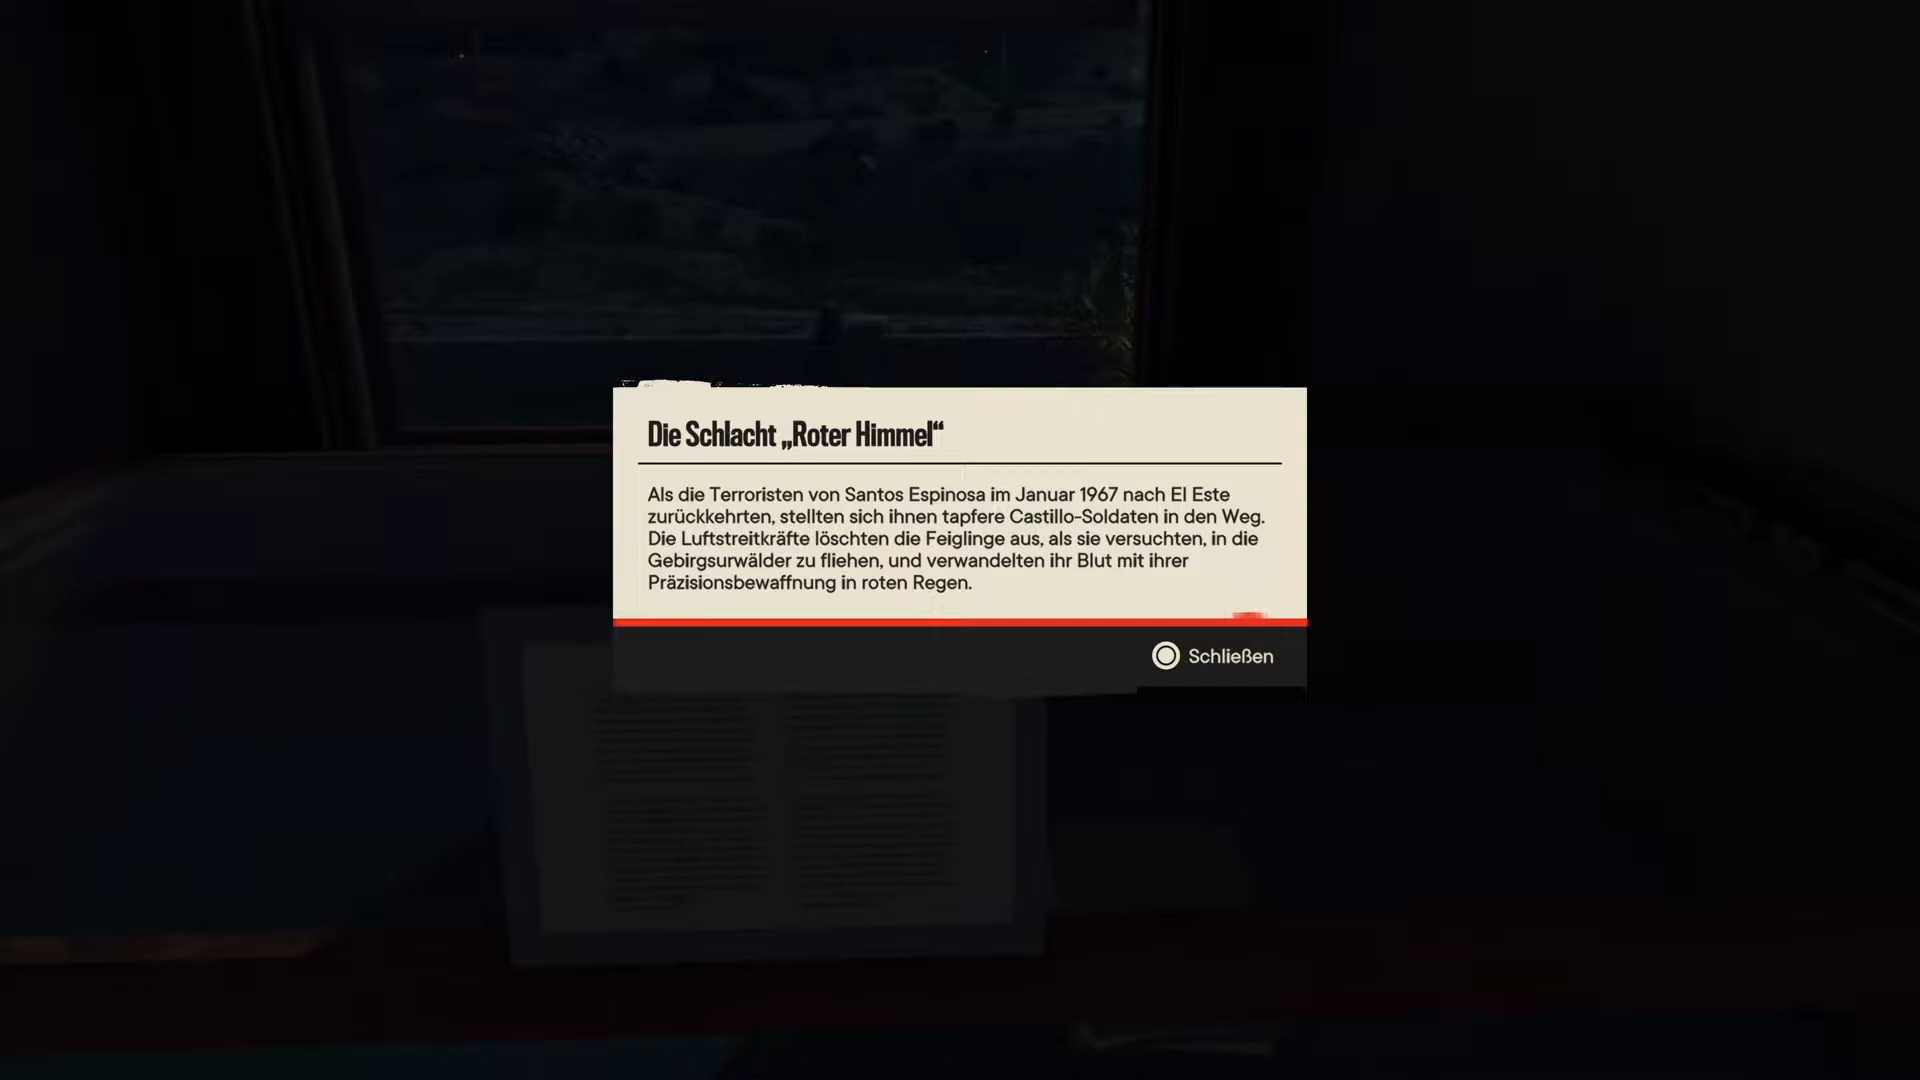 Die Schlacht „Roter Himmel“
Als die Terroristen von Santos Espinosa im Januar 1967 nach El Este
zurückkehrten, stellten sich ihnen tapfere Castillo-Soldaten in den Weg.
Die Luftstreitkräfte löschten die Feiglinge aus, als sie versuchten, in die
Gebirgsurwälder zu fliehen, und verwandelten ihr Blut mit ihrer
Präzisionsbewaffnung in roten Regen.
Schließen